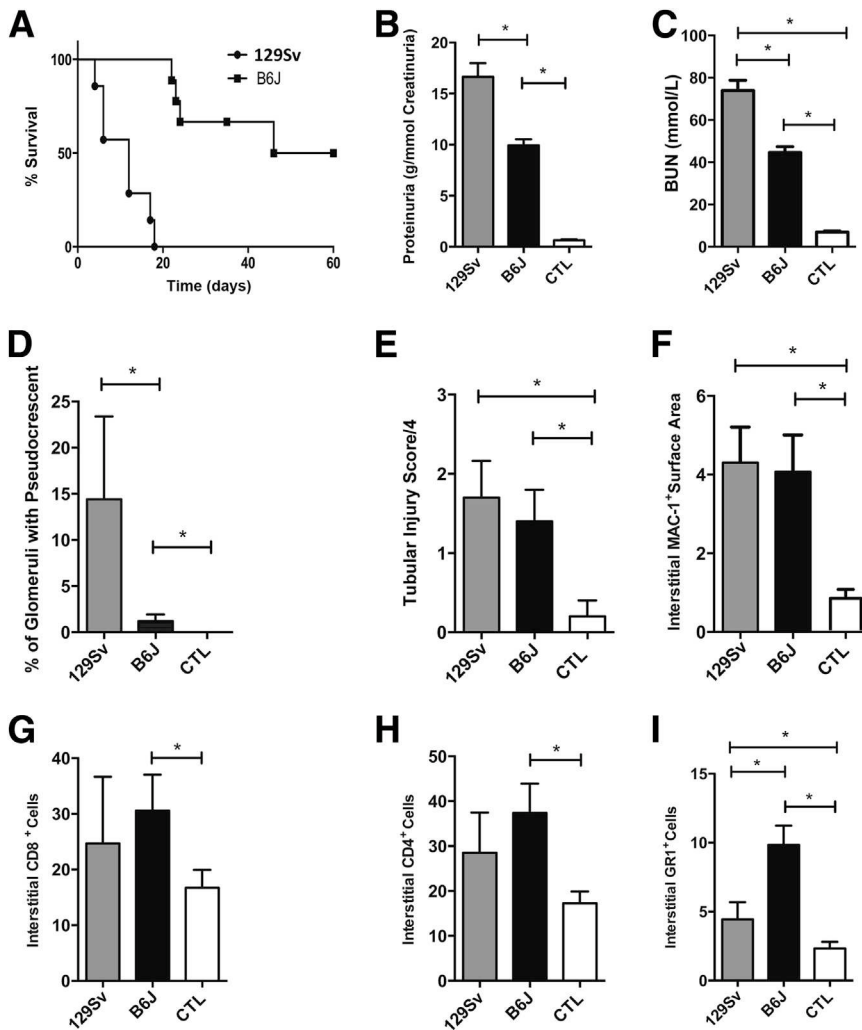 A
129Sv
B6J
100
50
0
% Survival
0 20 40 60
Time (days)
B
*
*
20
15
10
5
0
Proteinuria (g/mmol Creatinuria)
129Sv B6J CTL
C
*
*
*
100
80
60
40
20
0
BUN (mmol/L)
129Sv B6J CTL
D
*
*
25
20
15
10
5
0
% of Glomeruli with Pseudocrescent
129Sv B6J CTL
E
*
*
3
2
1
0
Tubular Injury Score/4
129Sv B6J CTL
F
*
*
6
4
2
0
Interstitial MAC-1⁺Surface Area
129Sv B6J CTL
G
*
40
30
20
10
0
Interstitial CD8 ⁺Cells
129Sv B6J CTL
H
*
50
40
30
20
10
0
Interstitial CD4⁺Cells
129Sv B6J CTL
I
*
*
*
15
10
5
0
Interstitial GR1⁺Cells
129Sv B6J CTL